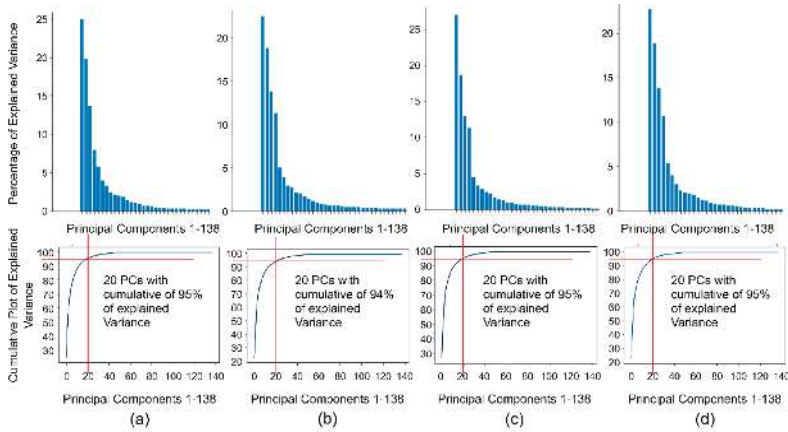 Percentage of Explained Variance
25
20
15
10
5
0
20
15
10
5
0
25
20
15
10
5
0
20
15
10
5
0
Principal Components 1-138
Principal Components 1-138
Principal Components 1-138
Principal Components 1-138
Cumulative Plot of Explained
Variance
100
90
80
70
60
50
40
30
20 PCs with
cumulative of 95%
of explained
Variance
0 20 40 60 80 100 120 140
100
90
80
70
60
50
40
30
20
20 PCs with
cumulative of 94%
of explained
Variance
0 20 40 60 80 100 120 140
100
90
80
70
60
50
40
30
20 PCs with
cumulative of 95%
of explained
Variance
0 20 40 60 80 100 120 140
100
90
80
70
60
50
40
30
20
20 PCs with
cumulative of 95%
of explained
Variance
0 20 40 60 80 100 120 140
Principal Components 1-138
Principal Components 1-138
Principal Components 1-138
Principal Components 1-138
(a)
(b)
(c)
(d)